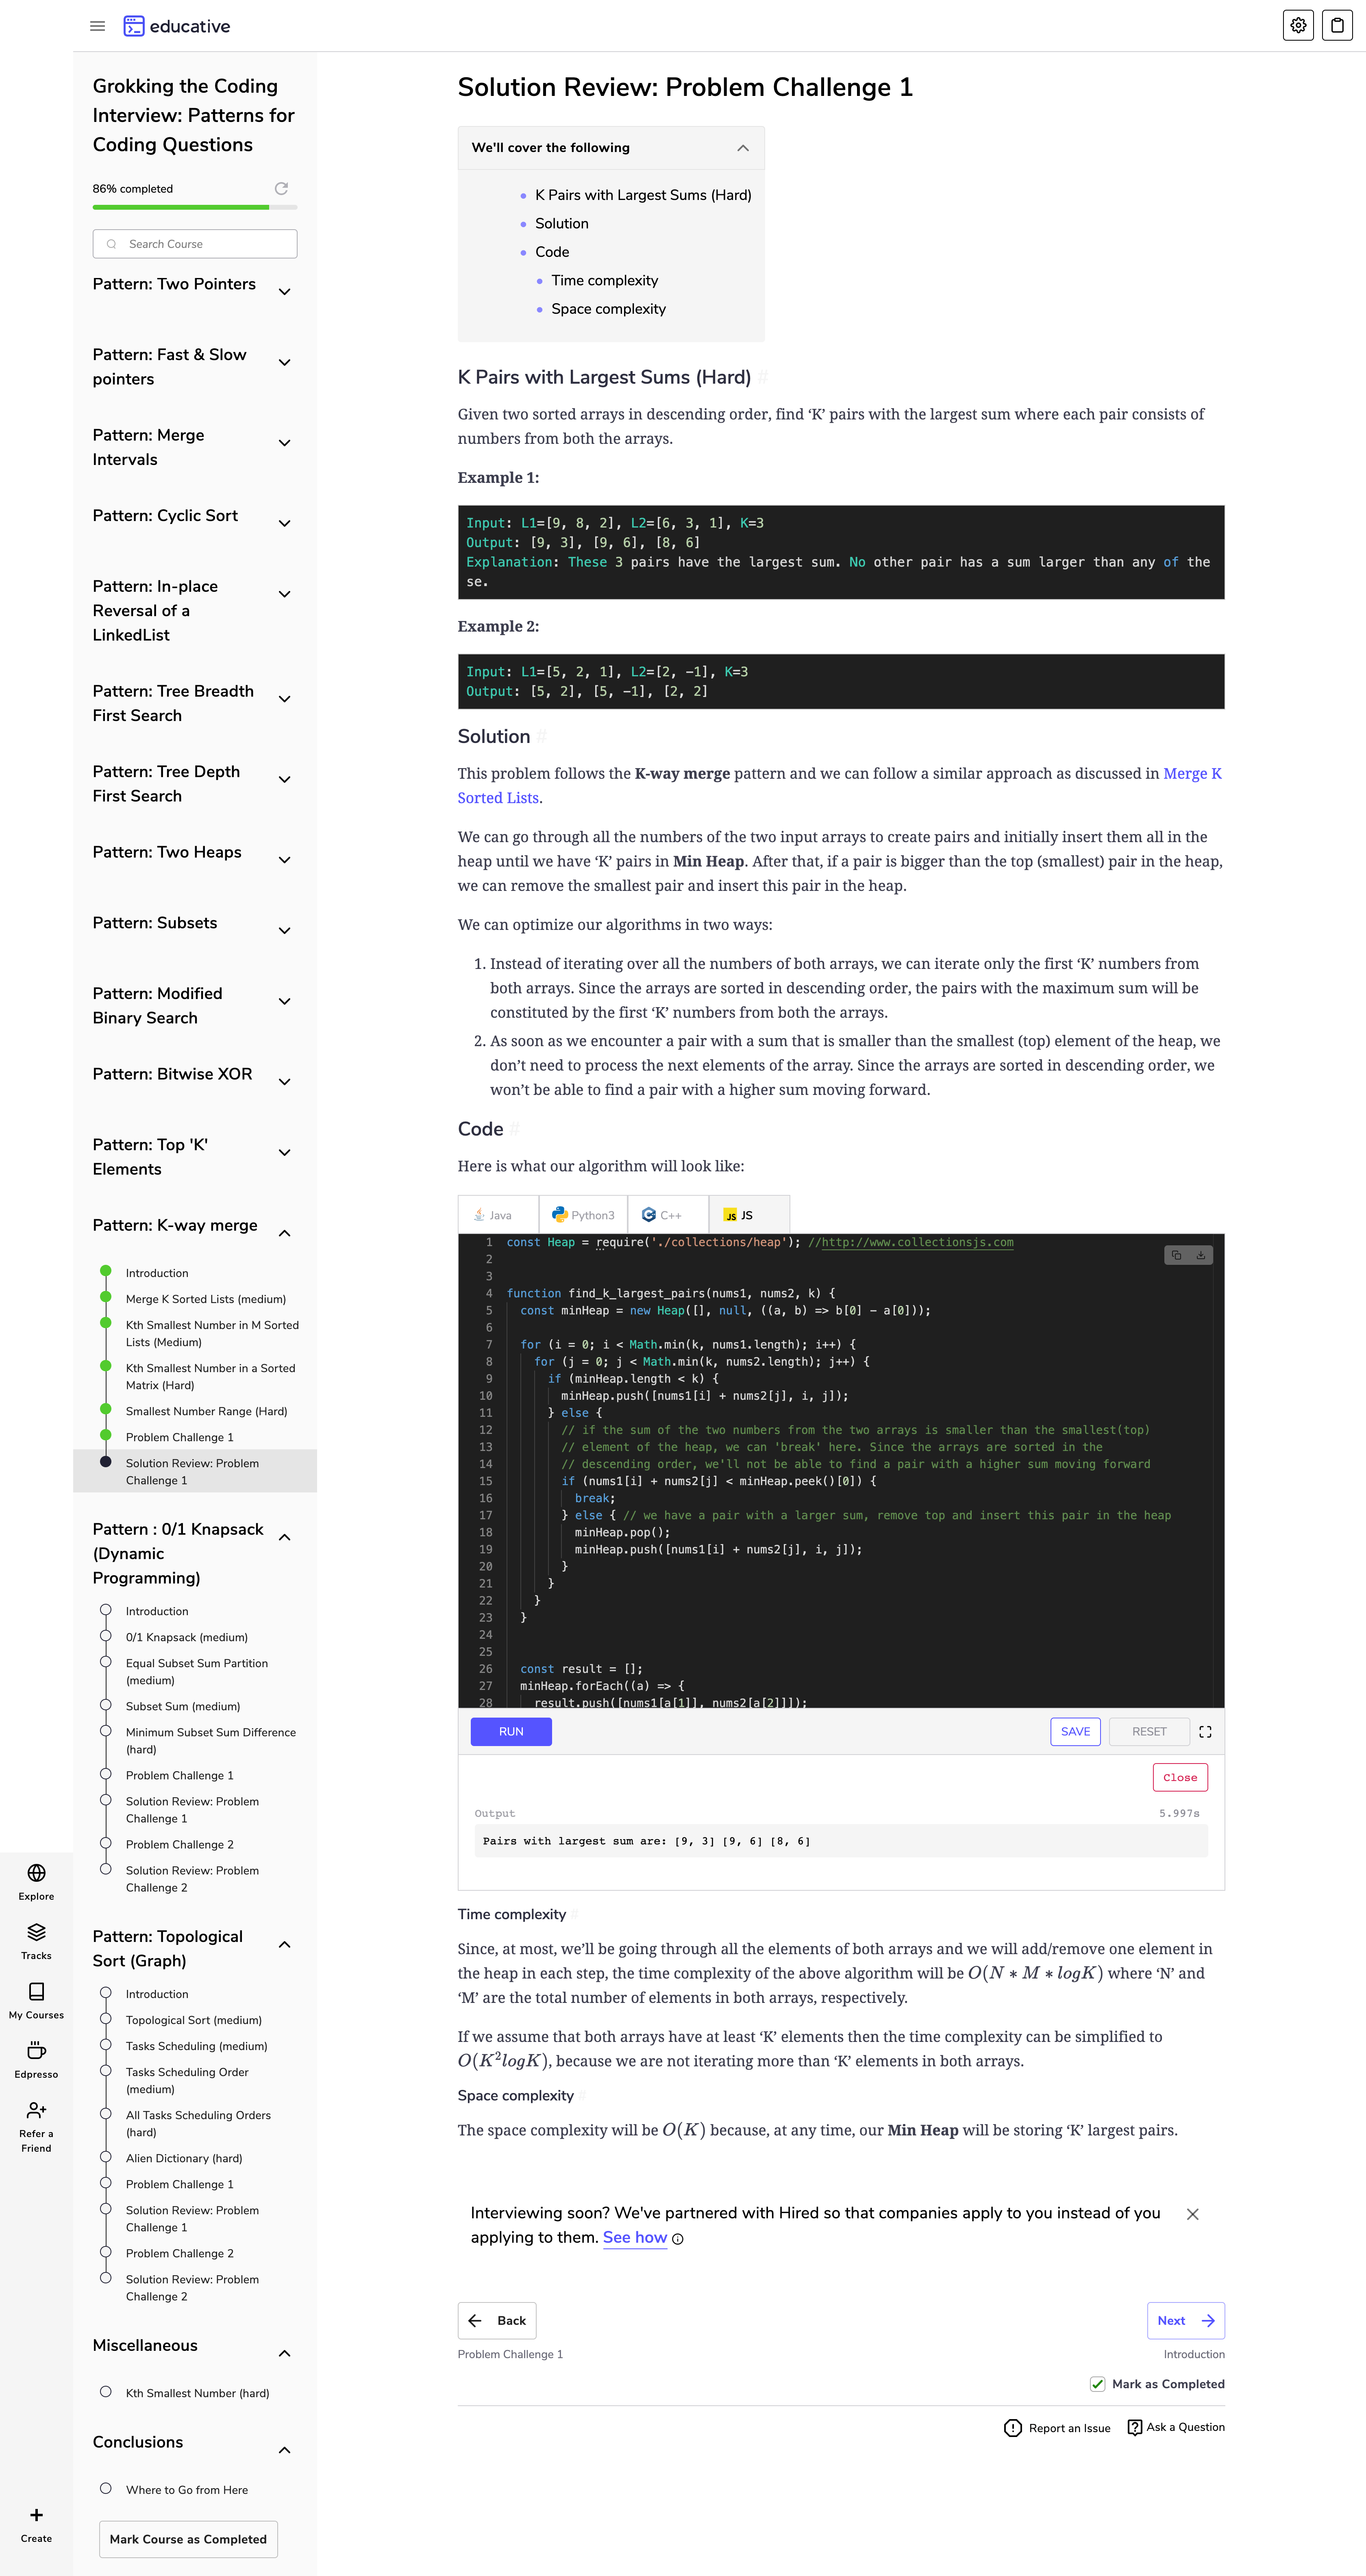 educative
Grokking the Coding
Interview: Patterns for
Coding Questions
86% completed
Search Course
Pattern: Two Pointers
Pattern: Fast & Slow
pointers
Pattern: Merge
Intervals
Pattern: Cyclic Sort
Pattern: In-place
Reversal of a
LinkedList
Pattern: Tree Breadth
First Search
Pattern: Tree Depth
First Search
Pattern: Two Heaps
Pattern: Subsets
Pattern: Modified
Binary Search
Pattern: Bitwise XOR
Pattern: Top 'K'
Elements
Pattern: K-way merge
Introduction
Merge K Sorted Lists (medium)
Kth Smallest Number in M Sorted
Lists (Medium)
Kth Smallest Number in a Sorted
Matrix (Hard)
Smallest Number Range (Hard)
Problem Challenge 1
Solution Review: Problem
Challenge 1
Pattern : 0/1 Knapsack
(Dynamic
Programming)
Introduction
0/1 Knapsack (medium)
Equal Subset Sum Partition
(medium)
Subset Sum (medium)
Minimum Subset Sum Difference
(hard)
Problem Challenge 1
Solution Review: Problem
Challenge 1
Problem Challenge 2
Solution Review: Problem
Challenge 2
Pattern: Topological
Sort (Graph)
Introduction
Topological Sort (medium)
Tasks Scheduling (medium)
Tasks Scheduling Order
(medium)
All Tasks Scheduling Orders
(hard)
Alien Dictionary (hard)
Problem Challenge 1
Solution Review: Problem
Challenge 1
Problem Challenge 2
Solution Review: Problem
Challenge 2
Miscellaneous
Kth Smallest Number (hard)
Conclusions
Where to Go from Here
Mark Course as Completed
Explore
Tracks
My Courses
Edpresso
Refer a
Friend
Create
Solution Review: Problem Challenge 1
We'll cover the following
K Pairs with Largest Sums (Hard)
Solution
Code
Time complexity
Space complexity
K Pairs with Largest Sums (Hard) #
Given two sorted arrays in descending order, find ‘K’ pairs with the largest sum where each pair consists of
numbers from both the arrays.
Example 1:
Input: L1=[9, 8, 2], L2=[6, 3, 1], K=3
Output: [9, 3], [9, 6], [8, 6]
Explanation: These 3 pairs have the largest sum. No other pair has a sum larger than any of the
se.
Example 2:
Input: L1=[5, 2, 1], L2=[2, -1], K=3
Output: [5, 2], [5, -1], [2, 2]
Solution #
This problem follows the K-way merge pattern and we can follow a similar approach as discussed in Merge K
Sorted Lists.
We can go through all the numbers of the two input arrays to create pairs and initially insert them all in the
heap until we have ‘K’ pairs in Min Heap. After that, if a pair is bigger than the top (smallest) pair in the heap,
we can remove the smallest pair and insert this pair in the heap.
We can optimize our algorithms in two ways:
1. Instead of iterating over all the numbers of both arrays, we can iterate only the first ‘K’ numbers from
both arrays. Since the arrays are sorted in descending order, the pairs with the maximum sum will be
constituted by the first ‘K’ numbers from both the arrays.
2. As soon as we encounter a pair with a sum that is smaller than the smallest (top) element of the heap, we
don’t need to process the next elements of the array. Since the arrays are sorted in descending order, we
won’t be able to find a pair with a higher sum moving forward.
Code #
Here is what our algorithm will look like:
Java Python3 C++ JS JS
1 const Heap = require('./collections/heap'); //http://www.collectionsjs.com
2
3
4 function find_k_largest_pairs(nums1, nums2, k) {
5 const minHeap = new Heap([], null, ((a, b) => b[0] - a[0]));
6
7 for (i = 0; i < Math.min(k, nums1.length); i++) {
8 for (j = 0; j < Math.min(k, nums2.length); j++) {
9 if (minHeap.length < k) {
10 minHeap.push([nums1[i] + nums2[j], i, j]);
11 } else {
12 // if the sum of the two numbers from the two arrays is smaller than the smallest(top)
13 // element of the heap, we can 'break' here. Since the arrays are sorted in the
14 // descending order, we'll not be able to find a pair with a higher sum moving forward
15 if (nums1[i] + nums2[j] < minHeap.peek()[0]) {
16 break;
17 } else { // we have a pair with a larger sum, remove top and insert this pair in the heap
18 minHeap.pop();
19 minHeap.push([nums1[i] + nums2[j], i, j]);
20 }
21 }
22 }
23 }
24
25
26 const result = [];
27 minHeap.forEach((a) => {
28 result.push([nums1[a[1]], nums2[a[2]]]);
RUN SAVE RESET
Close
Output 5.997s
Pairs with largest sum are: [9, 3] [9, 6] [8, 6]
Time complexity #
Since, at most, we’ll be going through all the elements of both arrays and we will add/remove one element in
the heap in each step, the time complexity of the above algorithm will be O(N ∗ M ∗ logK) where ‘N’ and
‘M’ are the total number of elements in both arrays, respectively.
If we assume that both arrays have at least ‘K’ elements then the time complexity can be simplified to
O(K²logK), because we are not iterating more than ‘K’ elements in both arrays.
Space complexity #
The space complexity will be O(K) because, at any time, our Min Heap will be storing ‘K’ largest pairs.
Interviewing soon? We've partnered with Hired so that companies apply to you instead of you
applying to them. See how
Back Next
Problem Challenge 1 Introduction
Mark as Completed
Report an Issue Ask a Question